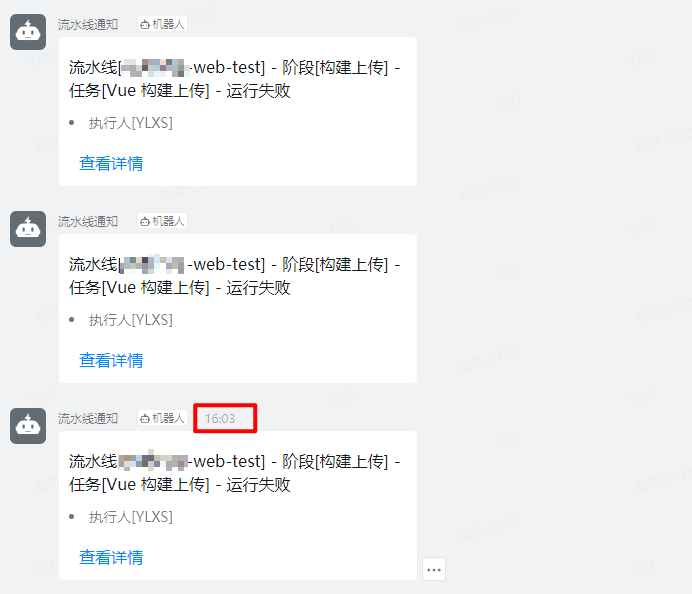 流水线通知 机器人
流水线[-web-test] - 阶段[构建上传] -
任务[Vue 构建上传] - 运行失败
• 执行人[YLXS]
查看详情
流水线通知 机器人
流水线[-web-test] - 阶段[构建上传] -
任务[Vue 构建上传] - 运行失败
• 执行人[YLXS]
查看详情
流水线通知 机器人 16:03
流水线[-web-test] - 阶段[构建上传] -
任务[Vue 构建上传] - 运行失败
• 执行人[YLXS]
查看详情